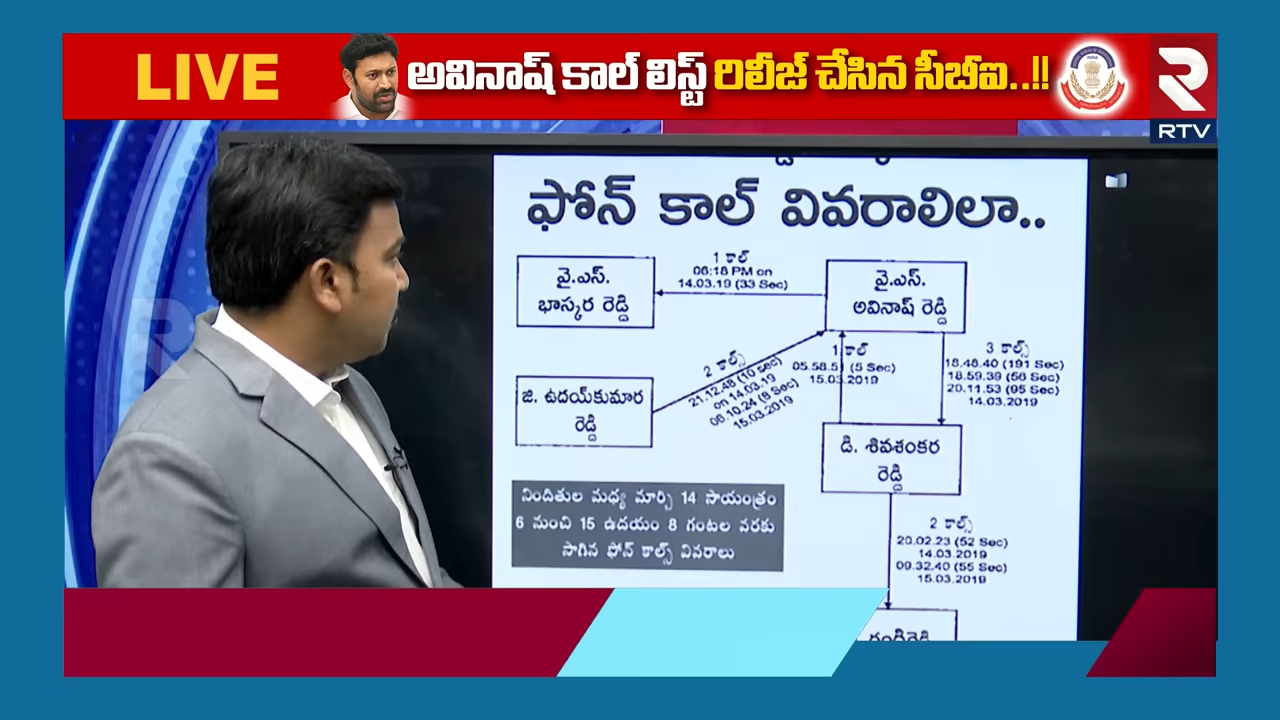 LIVE
అవినాష్ కాల్ లిస్ట్ రిలీజ్ చేసిన సీబీఐ..!!
RTV
ఫోన్ కాల్ వివరాలిలా..
వై.ఎస్.
భాస్కర రెడ్డి
1 కాల్
06:18 PM on
14.03.19 (33 Sec)
వై.ఎస్.
అవినాష్ రెడ్డి
జి. ఉదయ్‌కుమార
రెడ్డి
2 కాల్స్
21.12.48 (10 sec)
on 14.03.19
06.10.24 (8 Sec)
15.03.2019
1 కాల్
05.58.51 (5 Sec)
15.03.2019
3 కాల్స్
18.48.40 (191 Sec)
18.59.39 (56 Sec)
20.11.53 (95 Sec)
14.03.2019
డి. శివశంకర
రెడ్డి
నిందితుల మధ్య మార్చి 14 సాయంత్రం
6 నుంచి 15 ఉదయం 8 గంటల వరకు
సాగిన ఫోన్ కాల్స్ వివరాలు
2 కాల్స్
20.02.23 (52 Sec)
14.03.2019
09.32.40 (55 Sec)
15.03.2019